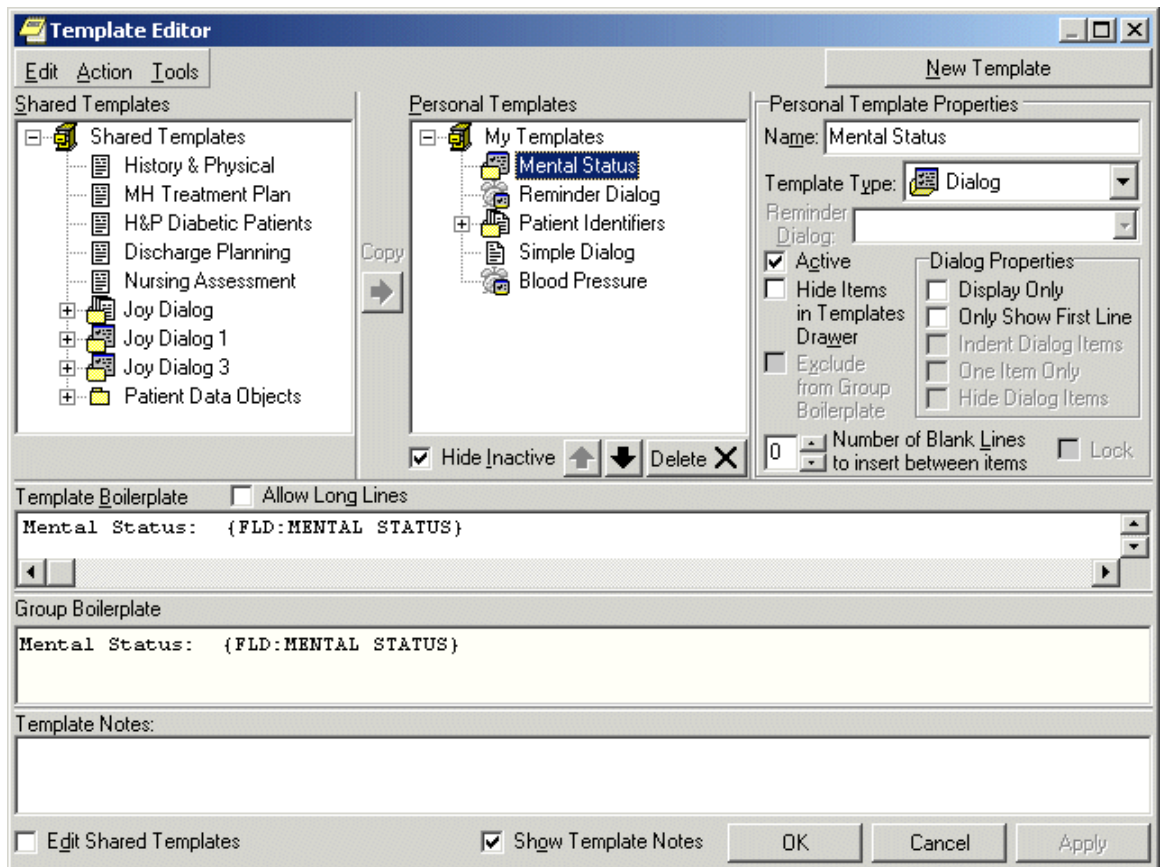 Template Editor
Edit Action Tools
New Template
Shared Templates
Shared Templates
History & Physical
MH Treatment Plan
H&P Diabetic Patients
Discharge Planning
Nursing Assessment
Joy Dialog
Joy Dialog 1
Joy Dialog 3
Patient Data Objects
Copy
Personal Templates
My Templates
Mental Status
Reminder Dialog
Patient Identifiers
Simple Dialog
Blood Pressure
Hide Inactive
Delete
Personal Template Properties
Name: Mental Status
Template Type: Dialog
Reminder
Dialog:
Active
Hide Items
in Templates
Drawer
Exclude
from Group
Boilerplate
Dialog Properties
Display Only
Only Show First Line
Indent Dialog Items
One Item Only
Hide Dialog Items
0 Number of Blank Lines
to insert between items
Lock
Template Boilerplate Allow Long Lines
Mental Status: {FLD:MENTAL STATUS}
Group Boilerplate
Mental Status: {FLD:MENTAL STATUS}
Template Notes:
Edit Shared Templates Show Template Notes OK Cancel Apply